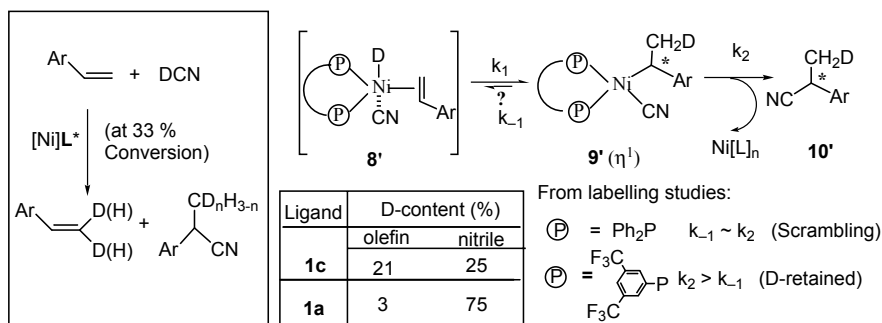 Ar
+ DCN
[Ni]L*
(at 33 %
Conversion)
Ar
D(H)
D(H)
+
CDnH3-n
Ar
CN
P
P
D
Ni
CN
Ar
8'
k1
?
k–1
P
P
Ni
CH2D
*
Ar
CN
9' (η1)
k2
Ni[L]n
CH2D
*
NC
Ar
10'
Ligand D-content (%)
olefin nitrile
1c 21 25
1a 3 75
From labelling studies:
P = Ph2P k–1 ~ k2 (Scrambling)
P =
F3C
F3C
P
k2 > k–1 (D-retained)